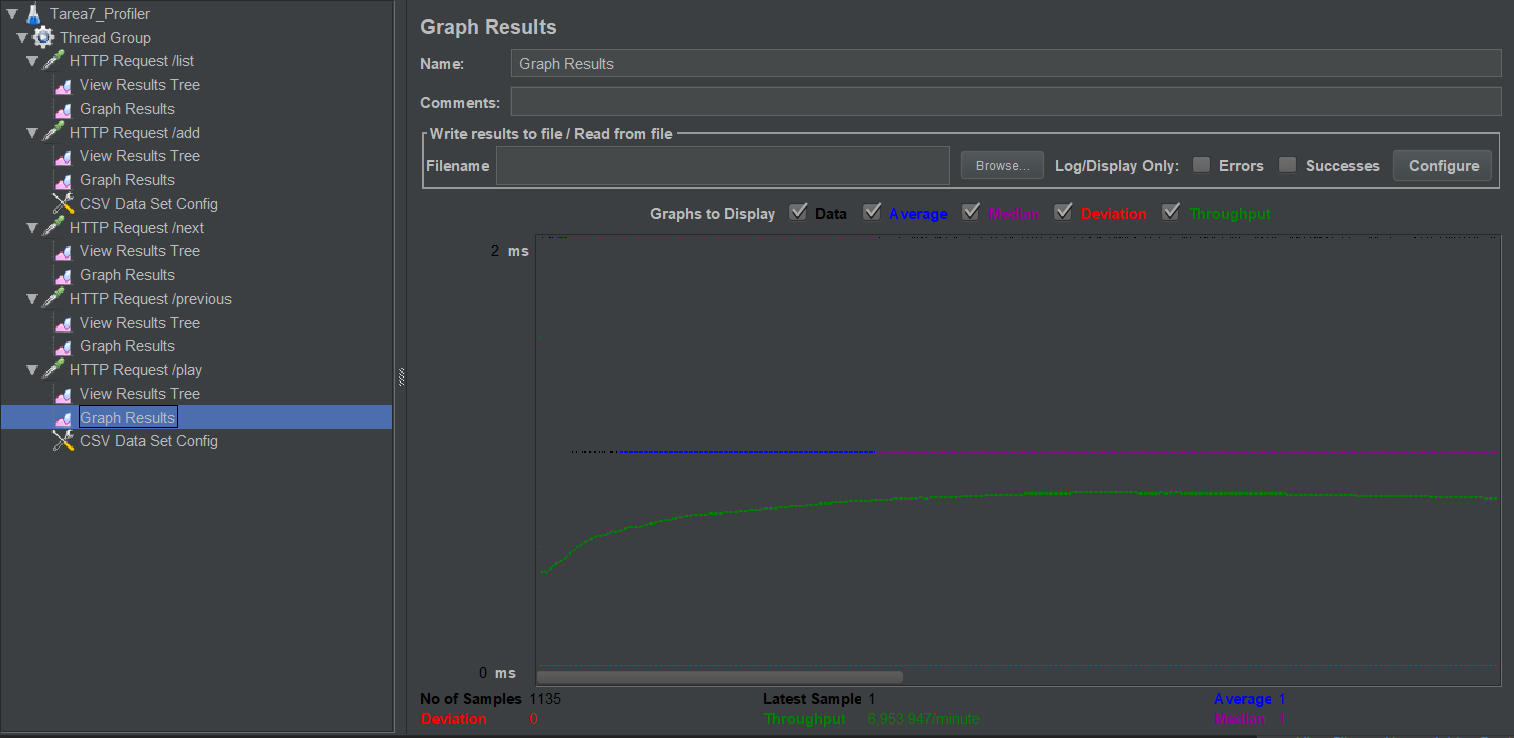 Tarea7_Profiler
Thread Group
HTTP Request /list
View Results Tree
Graph Results
HTTP Request /add
View Results Tree
Graph Results
CSV Data Set Config
HTTP Request /next
View Results Tree
Graph Results
HTTP Request /previous
View Results Tree
Graph Results
HTTP Request /play
View Results Tree
Graph Results
CSV Data Set Config
Graph Results
Name: Graph Results
Comments:
Write results to file / Read from file
Filename Browse... Log/Display Only: Errors Successes Configure
Graphs to Display Data Average Median Deviation Throughput
2 ms
0 ms
No of Samples 1135 Latest Sample 1 Average 1
Deviation 0 Throughput 6,953.947/minute Median 1